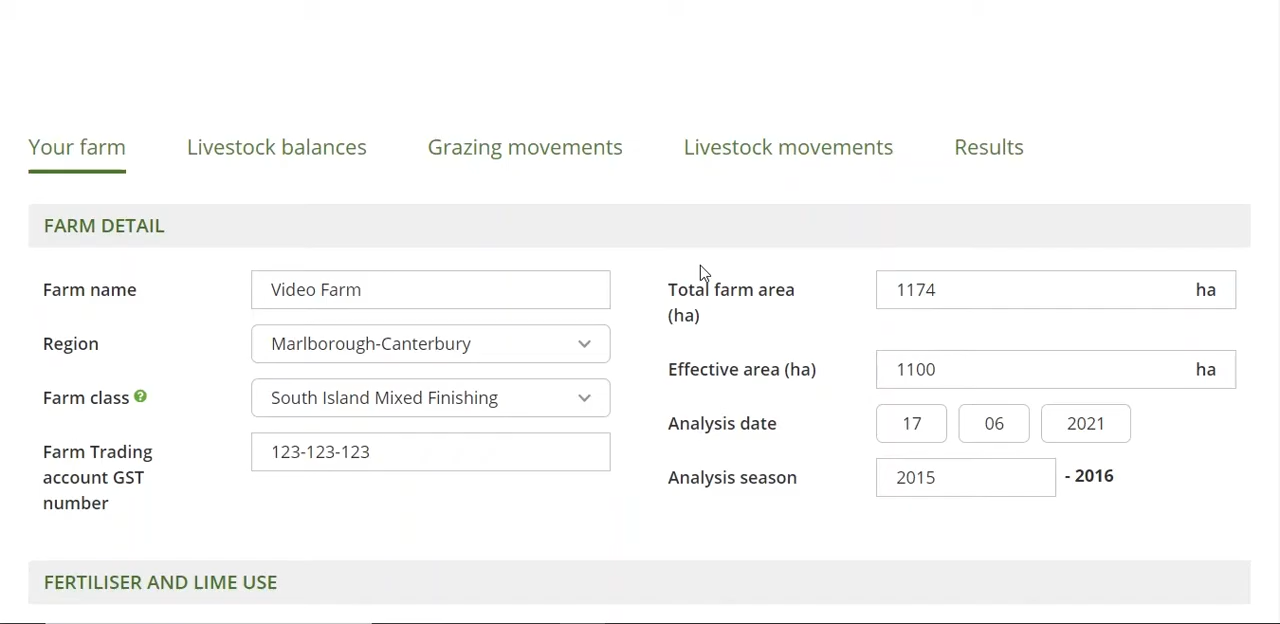 Your farm Livestock balances Grazing movements Livestock movements Results
FARM DETAIL
Farm name Video Farm
Region Marlborough-Canterbury
Farm class South Island Mixed Finishing
Farm Trading
account GST
number
123-123-123
Total farm area
(ha)
1174 ha
Effective area (ha) 1100 ha
Analysis date 17 06 2021
Analysis season 2015 - 2016
FERTILISER AND LIME USE